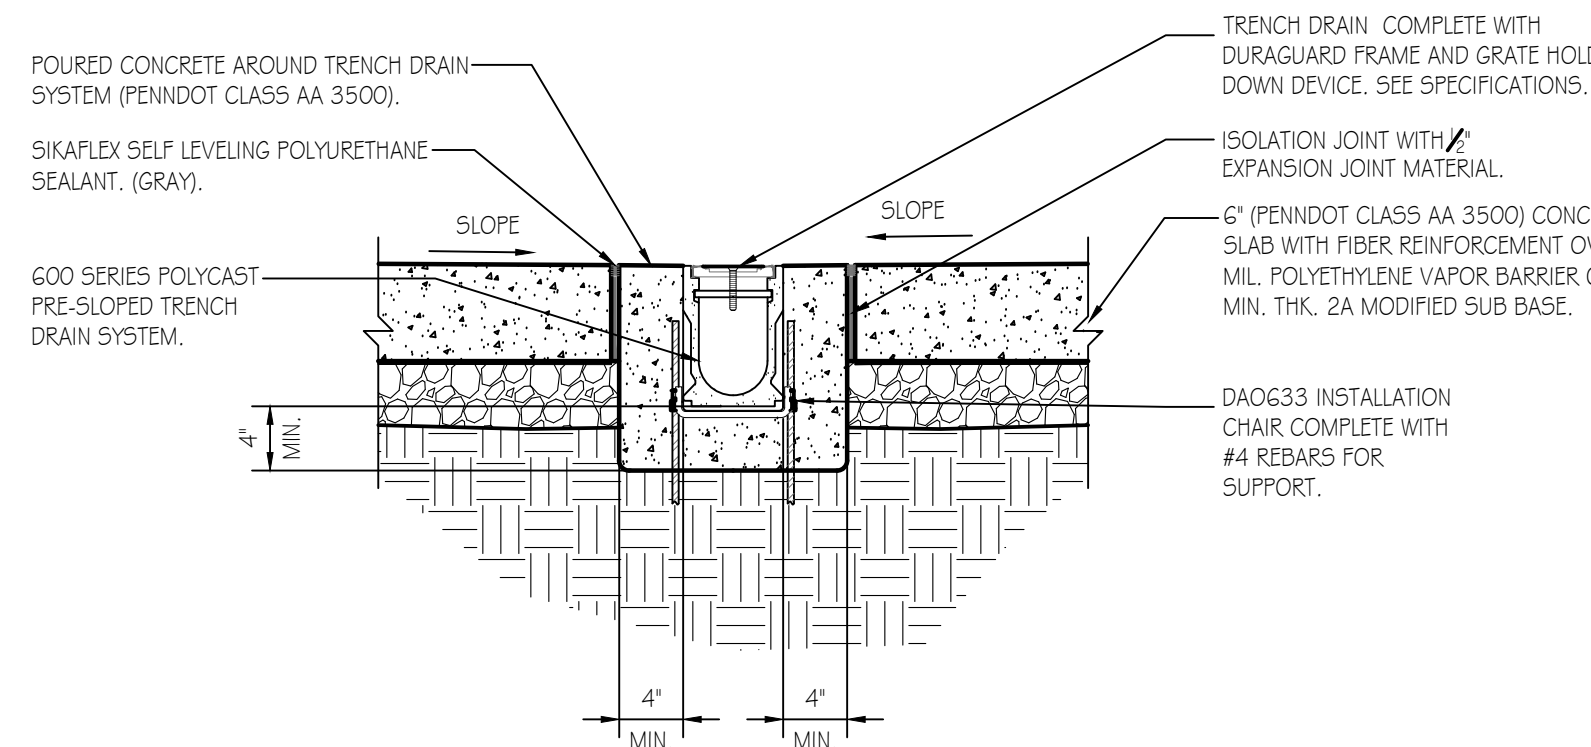 POURED CONCRETE AROUND TRENCH DRAIN
SYSTEM (PENNDOT CLASS AA 3500).
SIKAFLEX SELF LEVELING POLYURETHANE
SEALANT. (GRAY).
SLOPE
600 SERIES POLYCAST
PRE-SLOPED TRENCH
DRAIN SYSTEM.
4"
MIN.
4"
MIN
4"
MIN
SLOPE
TRENCH DRAIN COMPLETE WITH
DURAGUARD FRAME AND GRATE HOLD
DOWN DEVICE. SEE SPECIFICATIONS.
ISOLATION JOINT WITH 1/2"
EXPANSION JOINT MATERIAL.
6" (PENNDOT CLASS AA 3500)
SLAB WITH FIBER REINFORCEMENT
MIL. POLYETHYLENE VAPOR BARRIER
MIN. THK. 2A MODIFIED SUB BASE.
DA0633 INSTALLATION
CHAIR COMPLETE WITH
#4 REBARS FOR
SUPPORT.